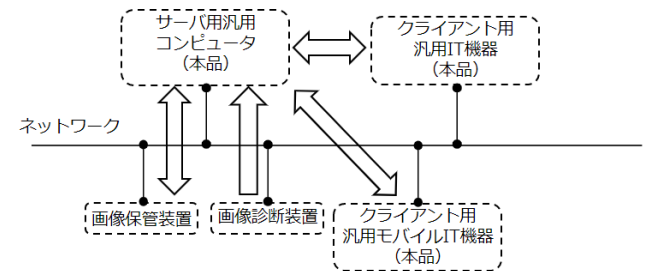 サーバ用汎用
コンピュータ
（本品）
クライアント用
汎用IT機器
（本品）
ネットワーク
画像保管装置
画像診断装置
クライアント用
汎用モバイルIT機器
（本品）